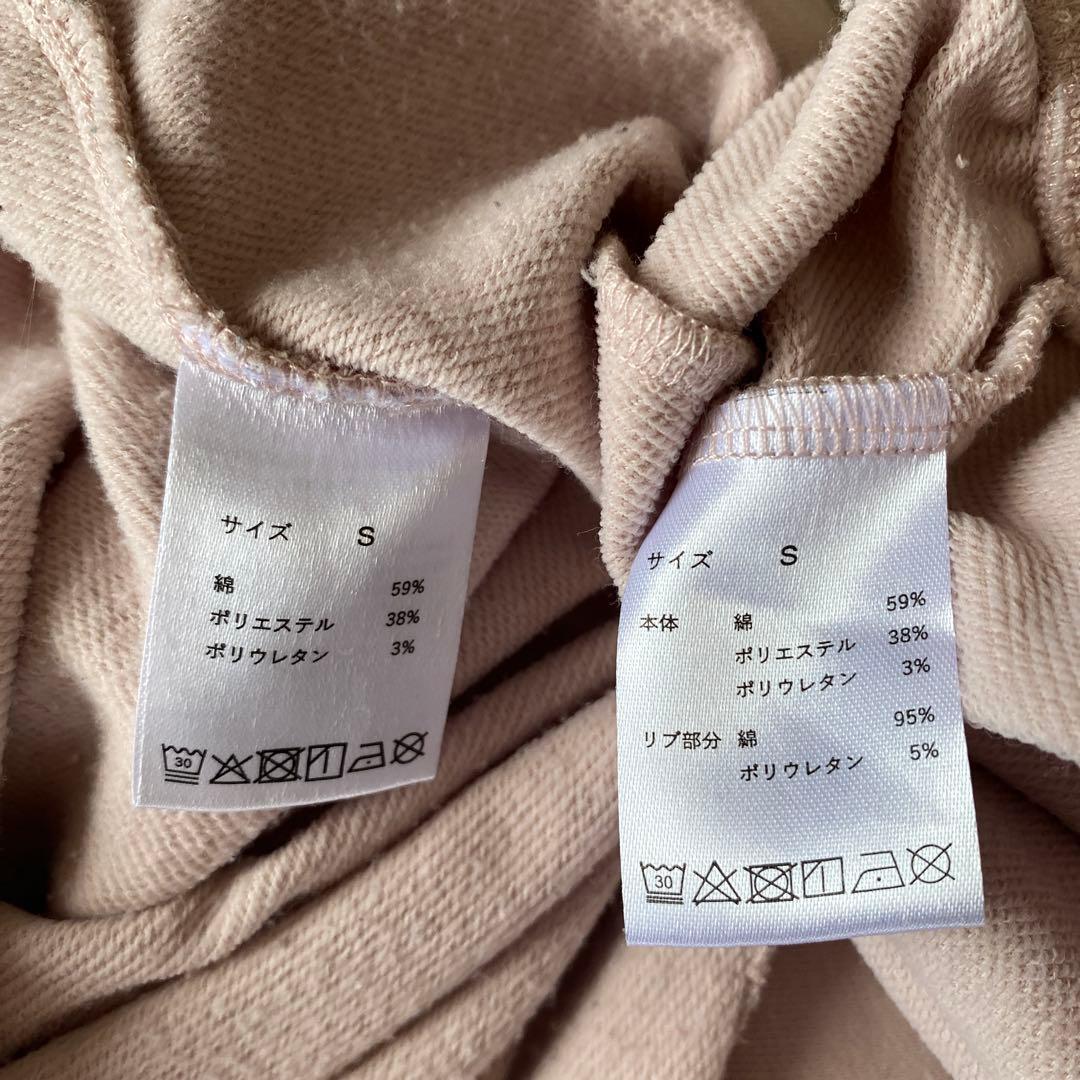 サイズ S
綿 59%
ポリエステル 38%
ポリウレタン 3%
30
サイズ S
本体 綿 59%
ポリエステル 38%
ポリウレタン 3%
リブ部分 綿 95%
ポリウレタン 5%
30